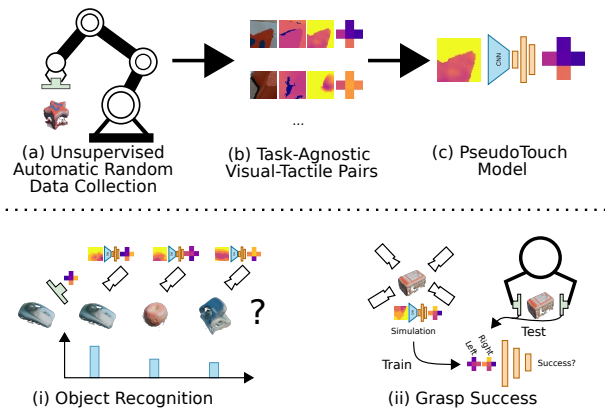 (a) Unsupervised
Automatic Random
Data Collection
...
(b) Task-Agnostic
Visual-Tactile Pairs
CNN
(c) PseudoTouch
Model
?
(i) Object Recognition
Simulation
Test
Train
Left
Right
Success?
(ii) Grasp Success